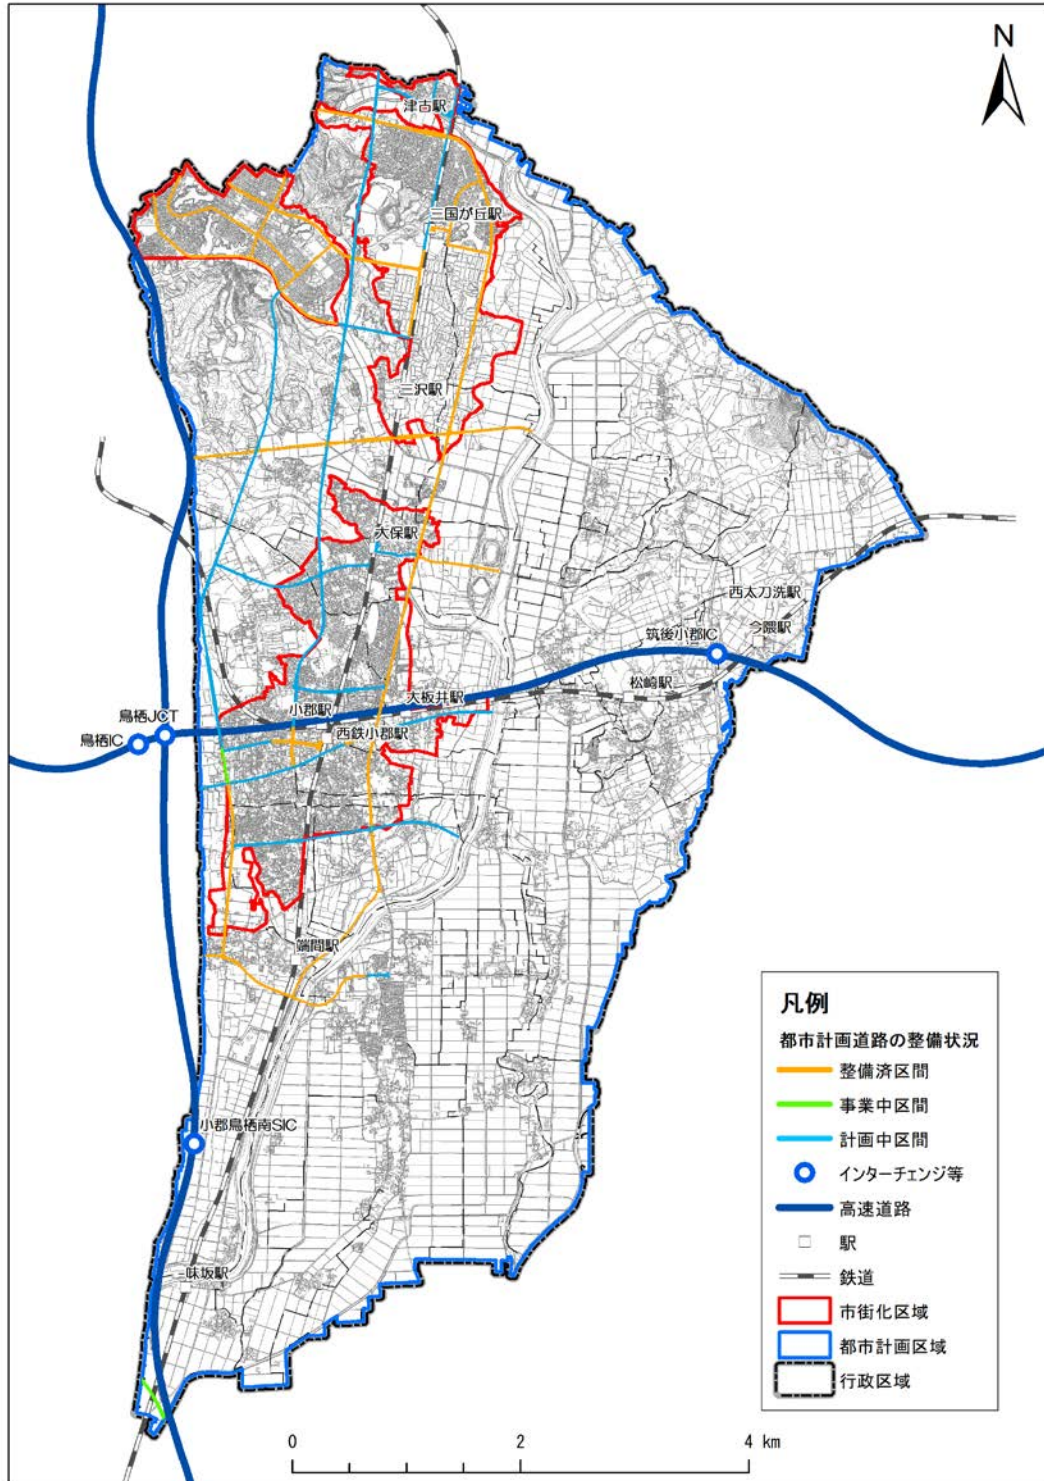 N
津古駅
三国が丘駅
三沢駅
大保駅
西太刀洗駅
今隈駅
筑後小郡IC
松崎駅
大板井駅
小郡駅
西鉄小郡駅
鳥栖JCT
鳥栖IC
端間駅
小郡鳥栖南SIC
味坂駅
凡例
都市計画道路の整備状況
整備済区間
事業中区間
計画中区間
インターチェンジ等
高速道路
駅
鉄道
市街化区域
都市計画区域
行政区域
0 2 4 km